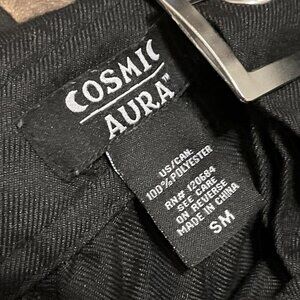 COSMIC
AURA™
US/CAN:
100% POLYESTER
RN# 120684
SEE CARE
ON REVERSE
MADE IN CHINA
SM